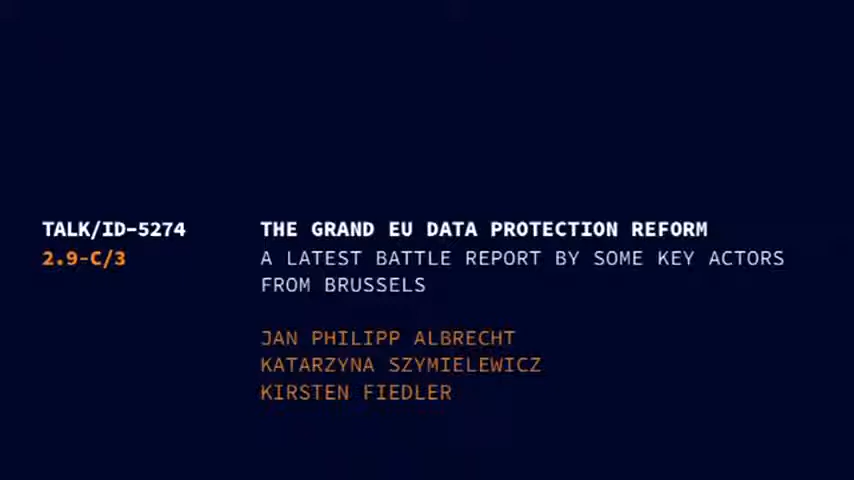 TALK/ID-5274
2.9-C/3
THE GRAND EU DATA PROTECTION REFORM
A LATEST BATTLE REPORT BY SOME KEY ACTORS
FROM BRUSSELS
JAN PHILIPP ALBRECHT
KATARZYNA SZYMIELEWICZ
KIRSTEN FIEDLER